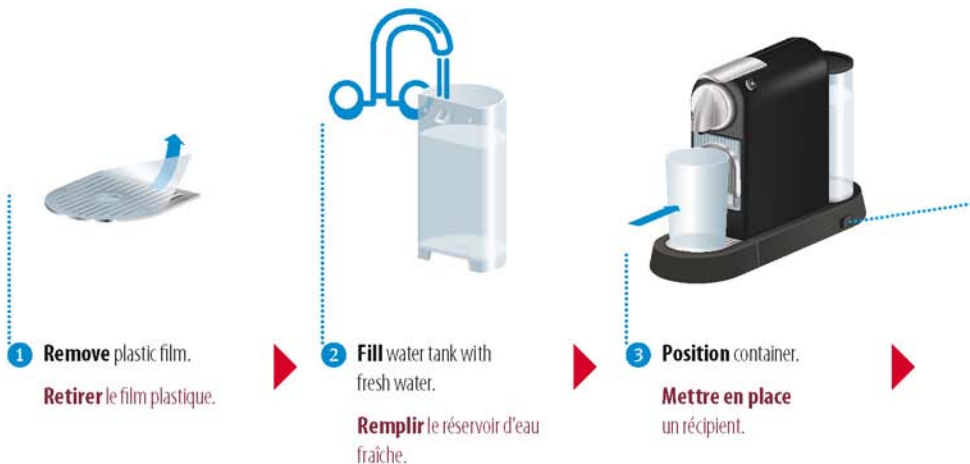 1 Remove plastic film.
Retirer le film plastique.
2 Fill water tank with
fresh water.
Remplir le réservoir d'eau
fraîche.
3 Position container.
Mettre en place
un récipient.